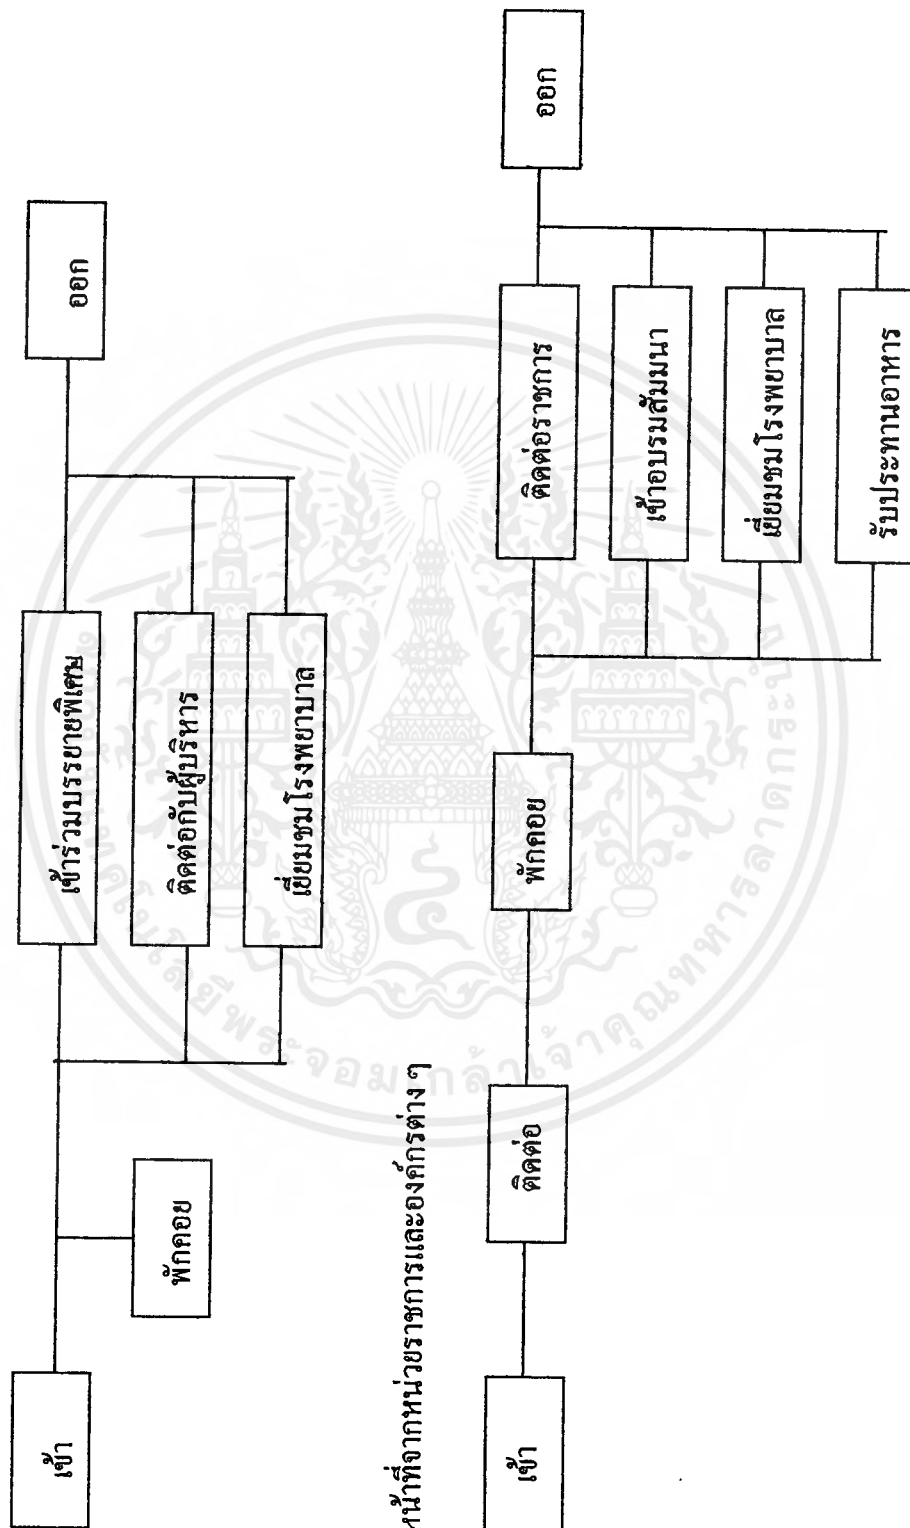 เข้า
พักคอย
เข้าร่วมบรรยายพิเศษ
ติดต่อกับผู้บริหาร
เยี่ยมชมโรงพยาบาล
ออก
หน้าที่จากหน่วยราชการและองค์กรต่าง ๆ
เข้า
ติดต่อ
พักคอย
ติดต่อราชการ
เข้าอบรมสัมมนา
เยี่ยมชมโรงพยาบาล
รับประทานอาหาร
ออก